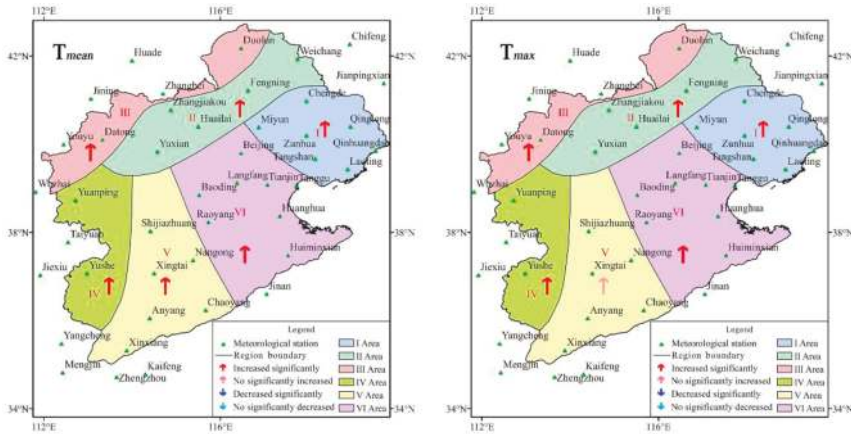 112°E 116°E
42°N
38°N
34°N
Tmean
Chifeng
Duolun
Huade
Weichang
Jianpingxian
Zhangbei
Fengning
Jining
Zhangjiakou
Chengde
III
II
Huailai
Miyun
I
Qinglong
Youyu
Datong
Zunhua
Qinhuangdao
Yuxian
Beijing
Tangshan
Laoting
Langfang
Tianjin
Tanggu
Wuzhai
Yuanping
Baoding
Shijiazhuang
Raoyang
VI
Huanghua
Taiyuan
V
Nangong
Huiminxian
Jiexiu
Yushe
Xingtai
IV
Jinan
Anyang
Chaoyang
Yangcheng
Xinxiang
Mengjin
Kaifeng
Zhengzhou
Legend
Meteorological station I Area
Region boundary II Area
Increased significantly III Area
No significantly increased IV Area
Decreased significantly V Area
No significantly decreased VI Area
112°E 116°E
112°E 116°E
42°N
38°N
34°N
Tmax
Chifeng
Duolun
Huade
Weichang
Jianpingxian
Zhangbei
Fengning
Jining
Zhangjiakou
Chengde
III
II
Huailai
Miyun
I
Qinglong
Youyu
Datong
Zunhua
Qinhuangdao
Yuxian
Beijing
Tangshan
Laoting
Langfang
Tianjin
Tanggu
Wuzhai
Yuanping
Baoding
Shijiazhuang
Raoyang
VI
Huanghua
Taiyuan
V
Nangong
Huiminxian
Jiexiu
Yushe
Xingtai
IV
Jinan
Anyang
Chaoyang
Yangcheng
Xinxiang
Mengjin
Kaifeng
Zhengzhou
Legend
Meteorological station I Area
Region boundary II Area
Increased significantly III Area
No significantly increased IV Area
Decreased significantly V Area
No significantly decreased VI Area
112°E 116°E